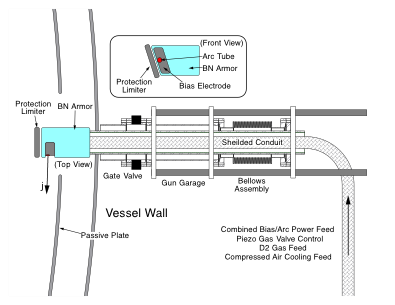 (Front View)
Arc Tube
BN Armor
Protection
Limiter
Bias Electrode
Protection
Limiter
BN Armor
(Top View)
j
Gate Valve
Gun Garage
Bellows
Assembly
Sheilded Conduit
Vessel Wall
Passive Plate
Combined Bias/Arc Power Feed
Piezo Gas Valve Control
D2 Gas Feed
Compressed Air Cooling Feed